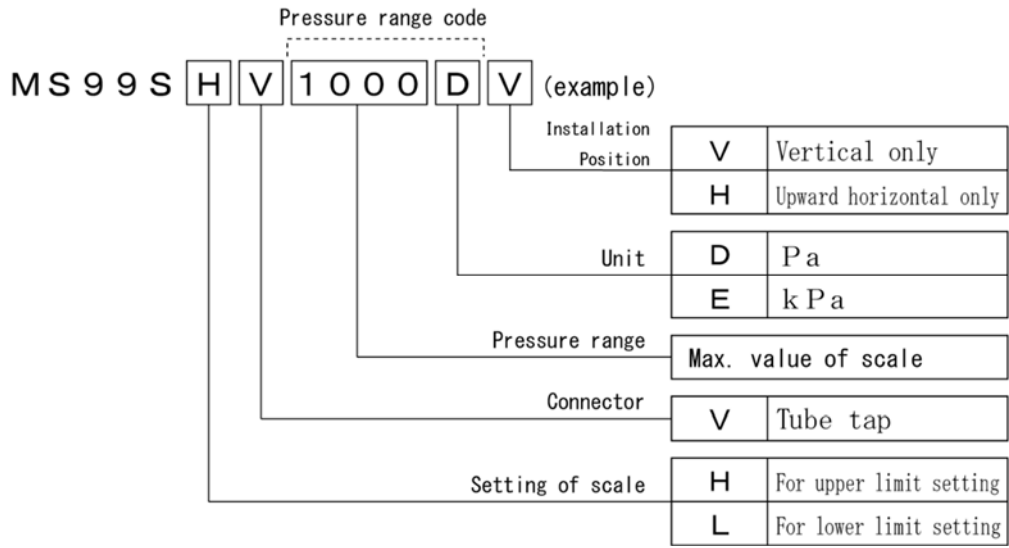 Pressure range code
MS99S H V 1000 D V (example)
Installation
Position
V Vertical only
H Upward horizontal only
Unit
D Pa
E kPa
Pressure range
Max. value of scale
Connector
V Tube tap
Setting of scale
H For upper limit setting
L For lower limit setting